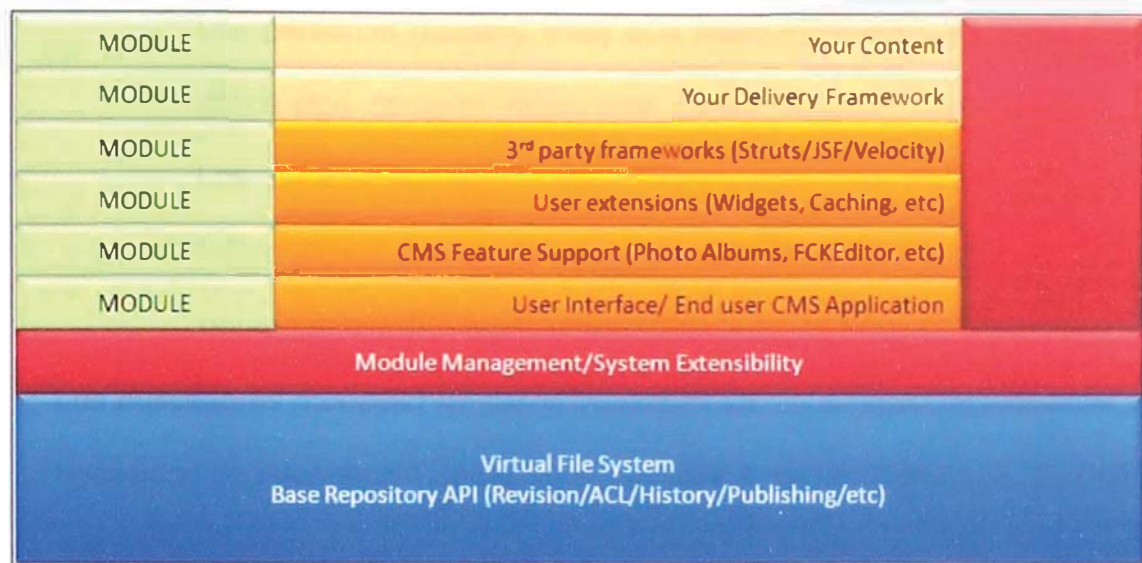 MODULE Your Content
MODULE Your Delivery Framework
MODULE 3rd party frameworks (Struts/JSF/Velocity)
MODULE User extensions (Widgets, Caching, etc)
MODULE CMS Feature Support (Photo Albums, FCKEditor, etc)
MODULE User Interface/ End user CMS Application
Module Management/System Extensibility
Virtual File System
Base Repository API (Revision/ACL/History/Publishing/etc)